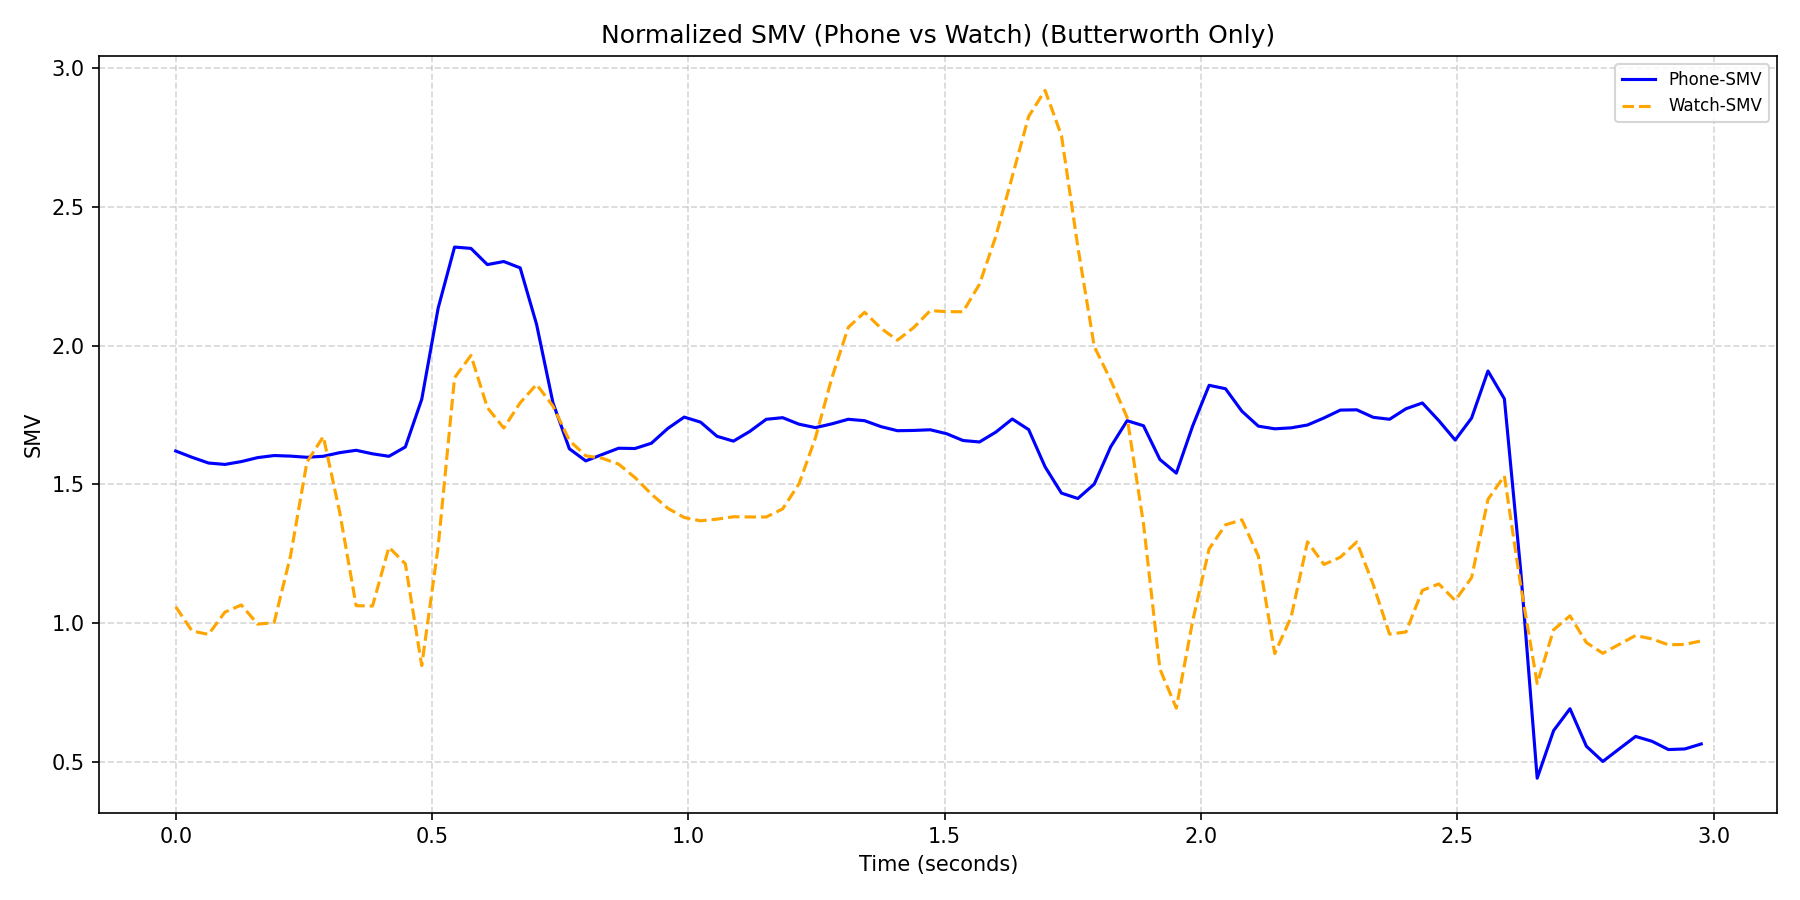 Normalized SMV (Phone vs Watch) (Butterworth Only)
Phone-SMV
Watch-SMV
3.0
2.5
2.0
1.5
1.0
0.5
SMV
0.0 0.5 1.0 1.5 2.0 2.5 3.0
Time (seconds)